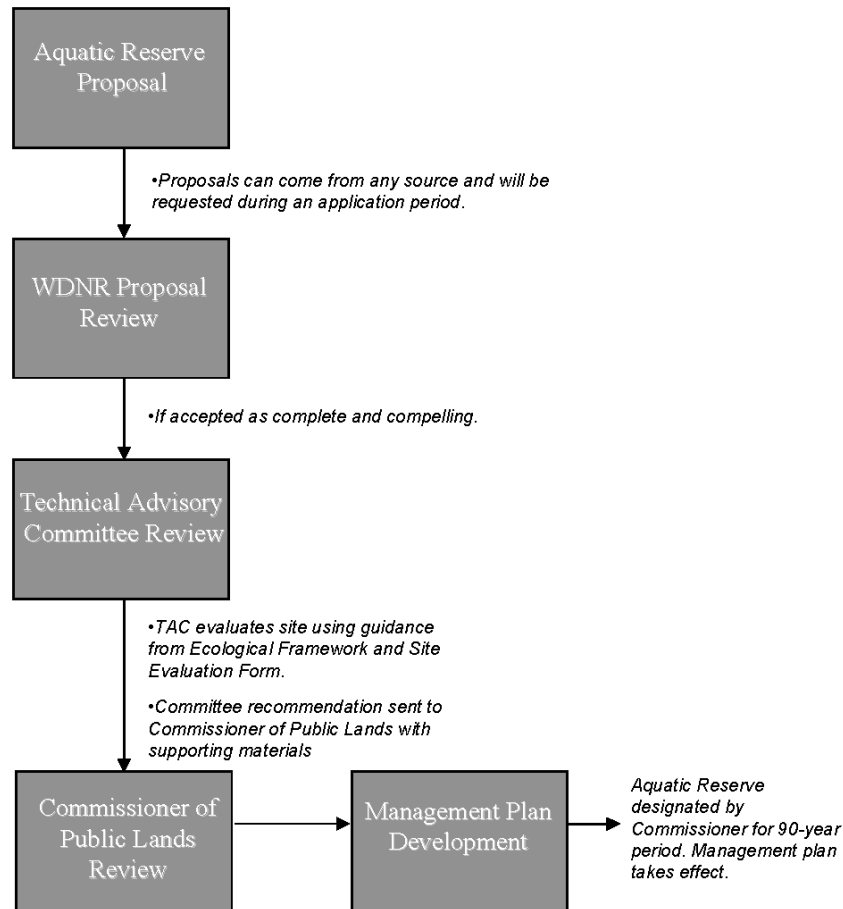 Aquatic Reserve
Proposal
•Proposals can come from any source and will be
requested during an application period.
WDNR Proposal
Review
•If accepted as complete and compelling.
Technical Advisory
Committee Review
•TAC evaluates site using guidance
from Ecological Framework and Site
Evaluation Form.
•Committee recommendation sent to
Commissioner of Public Lands with
supporting materials
Commissioner of
Public Lands
Review
Management Plan
Development
Aquatic Reserve
designated by
Commissioner for 90-year
period. Management plan
takes effect.